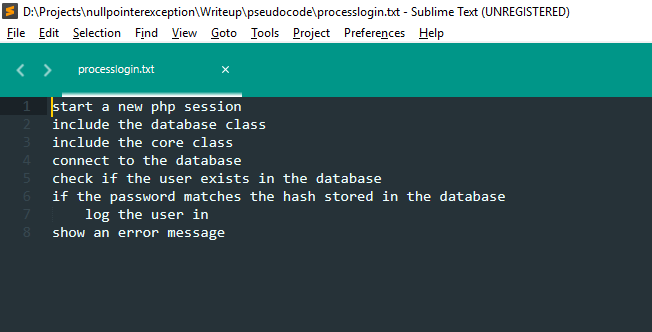 D:\Projects\nullpointerexception\Writeup\pseudocode\processlogin.txt - Sublime Text (UNREGISTERED)
File Edit Selection Find View Goto Tools Project Preferences Help
processlogin.txt ×
1 start a new php session
2 include the database class
3 include the core class
4 connect to the database
5 check if the user exists in the database
6 if the password matches the hash stored in the database
7 log the user in
8 show an error message